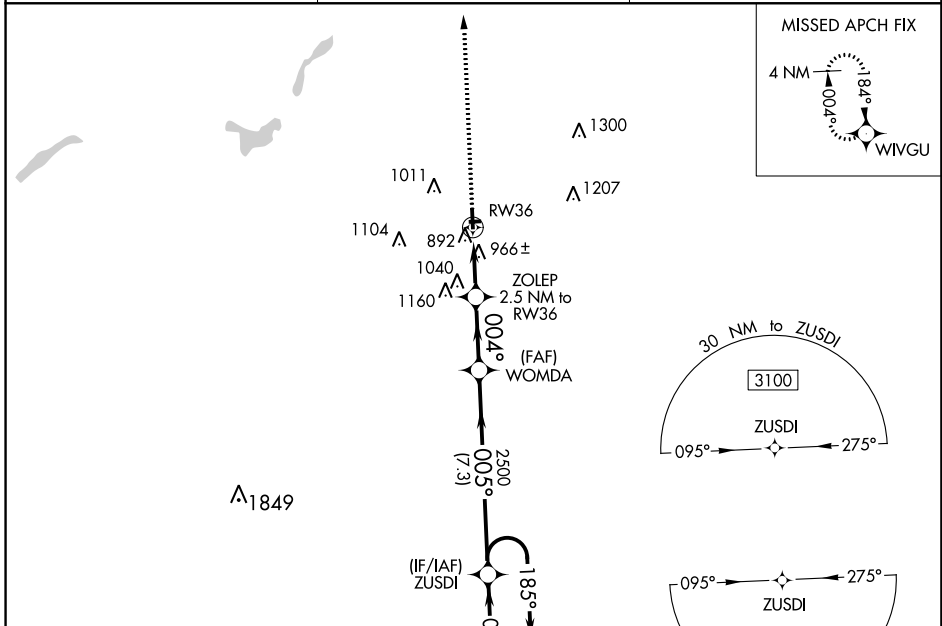 MISSED APCH FIX
4 NM
004°
184°
WIVGU
1300
1011
1207
RW36
1104
892
966±
1040
1160
ZOLEP
2.5 NM to
RW36
004°
(FAF)
WOMDA
30 NM to ZUSDI
3100
ZUSDI
095°
275°
2500
005°
(7.3)
1849
(IF/IAF)
ZUSDI
185°
095°
275°
ZUSDI